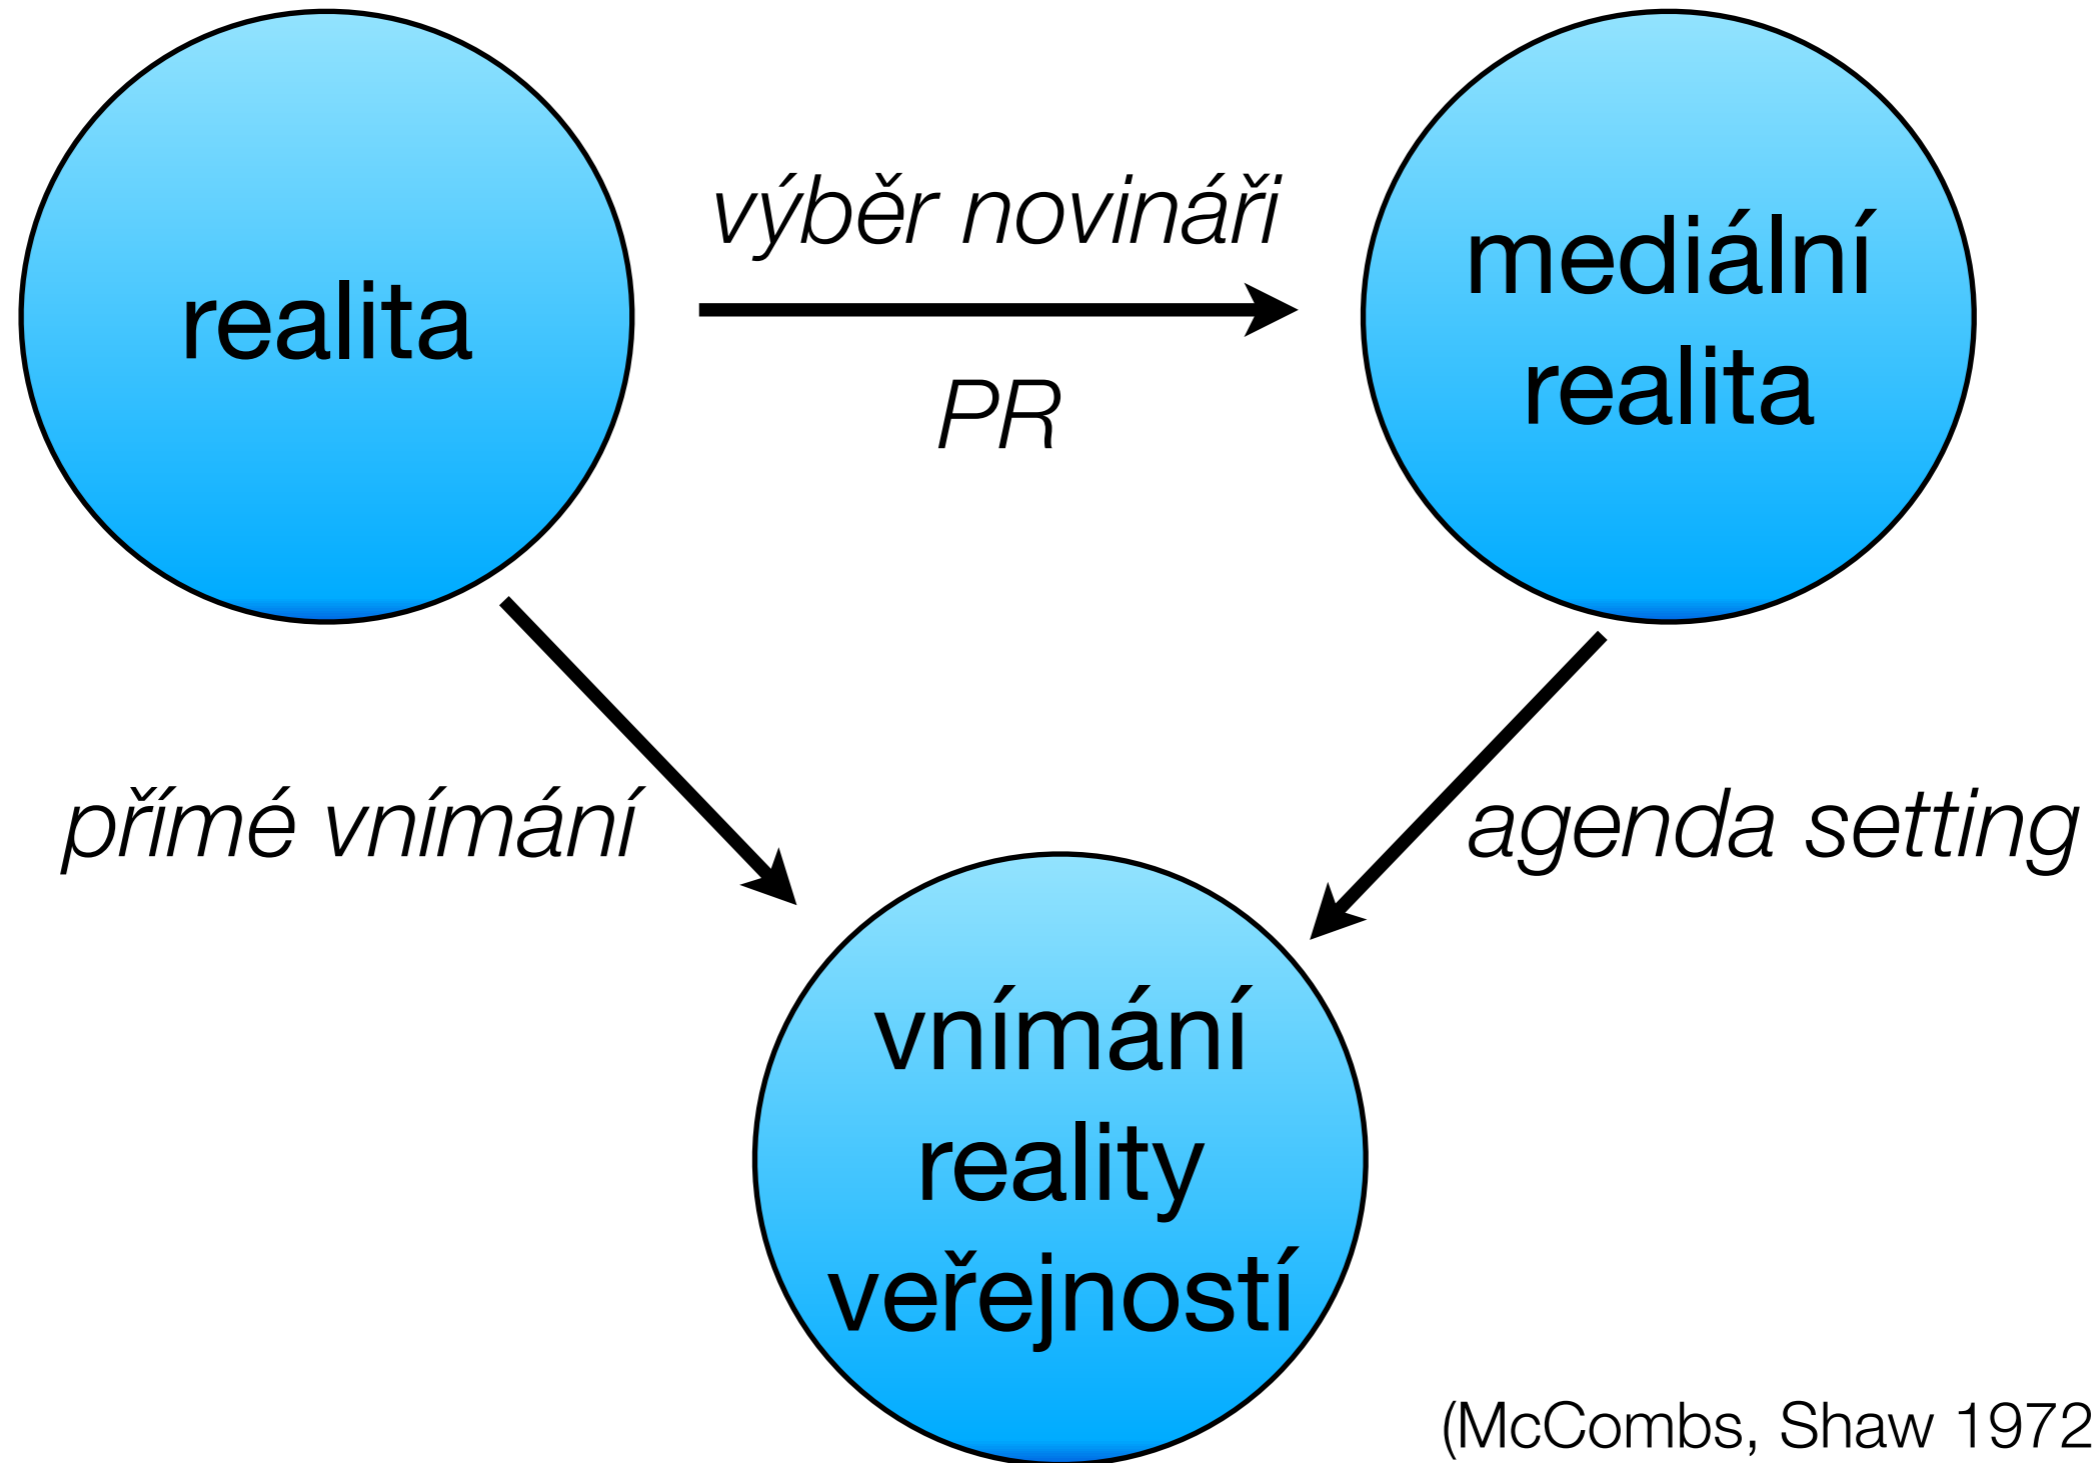 realita
výběr novináři
PR
mediální
realita
přímé vnímání
agenda setting
vnímání
reality
veřejností
(McCombs, Shaw 1972